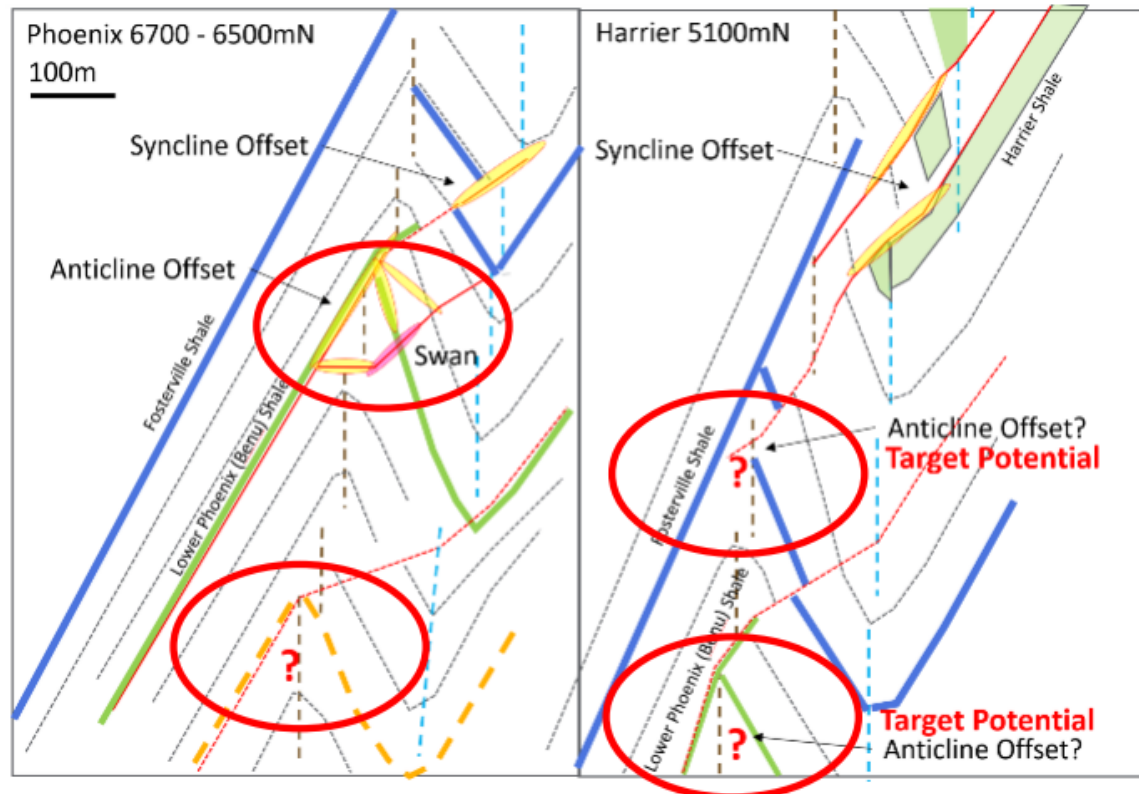 Phoenix 6700 - 6500mN
100m
Syncline Offset
Anticline Offset
Fosterville Shale
Swan
Lower Phoenix (Benu) Shale
?
Harrier 5100mN
Syncline Offset
Harrier Shale
Anticline Offset?
Target Potential
?
Fosterville Shale
Lower Phoenix (Benu) Shale
Target Potential
Anticline Offset?
?